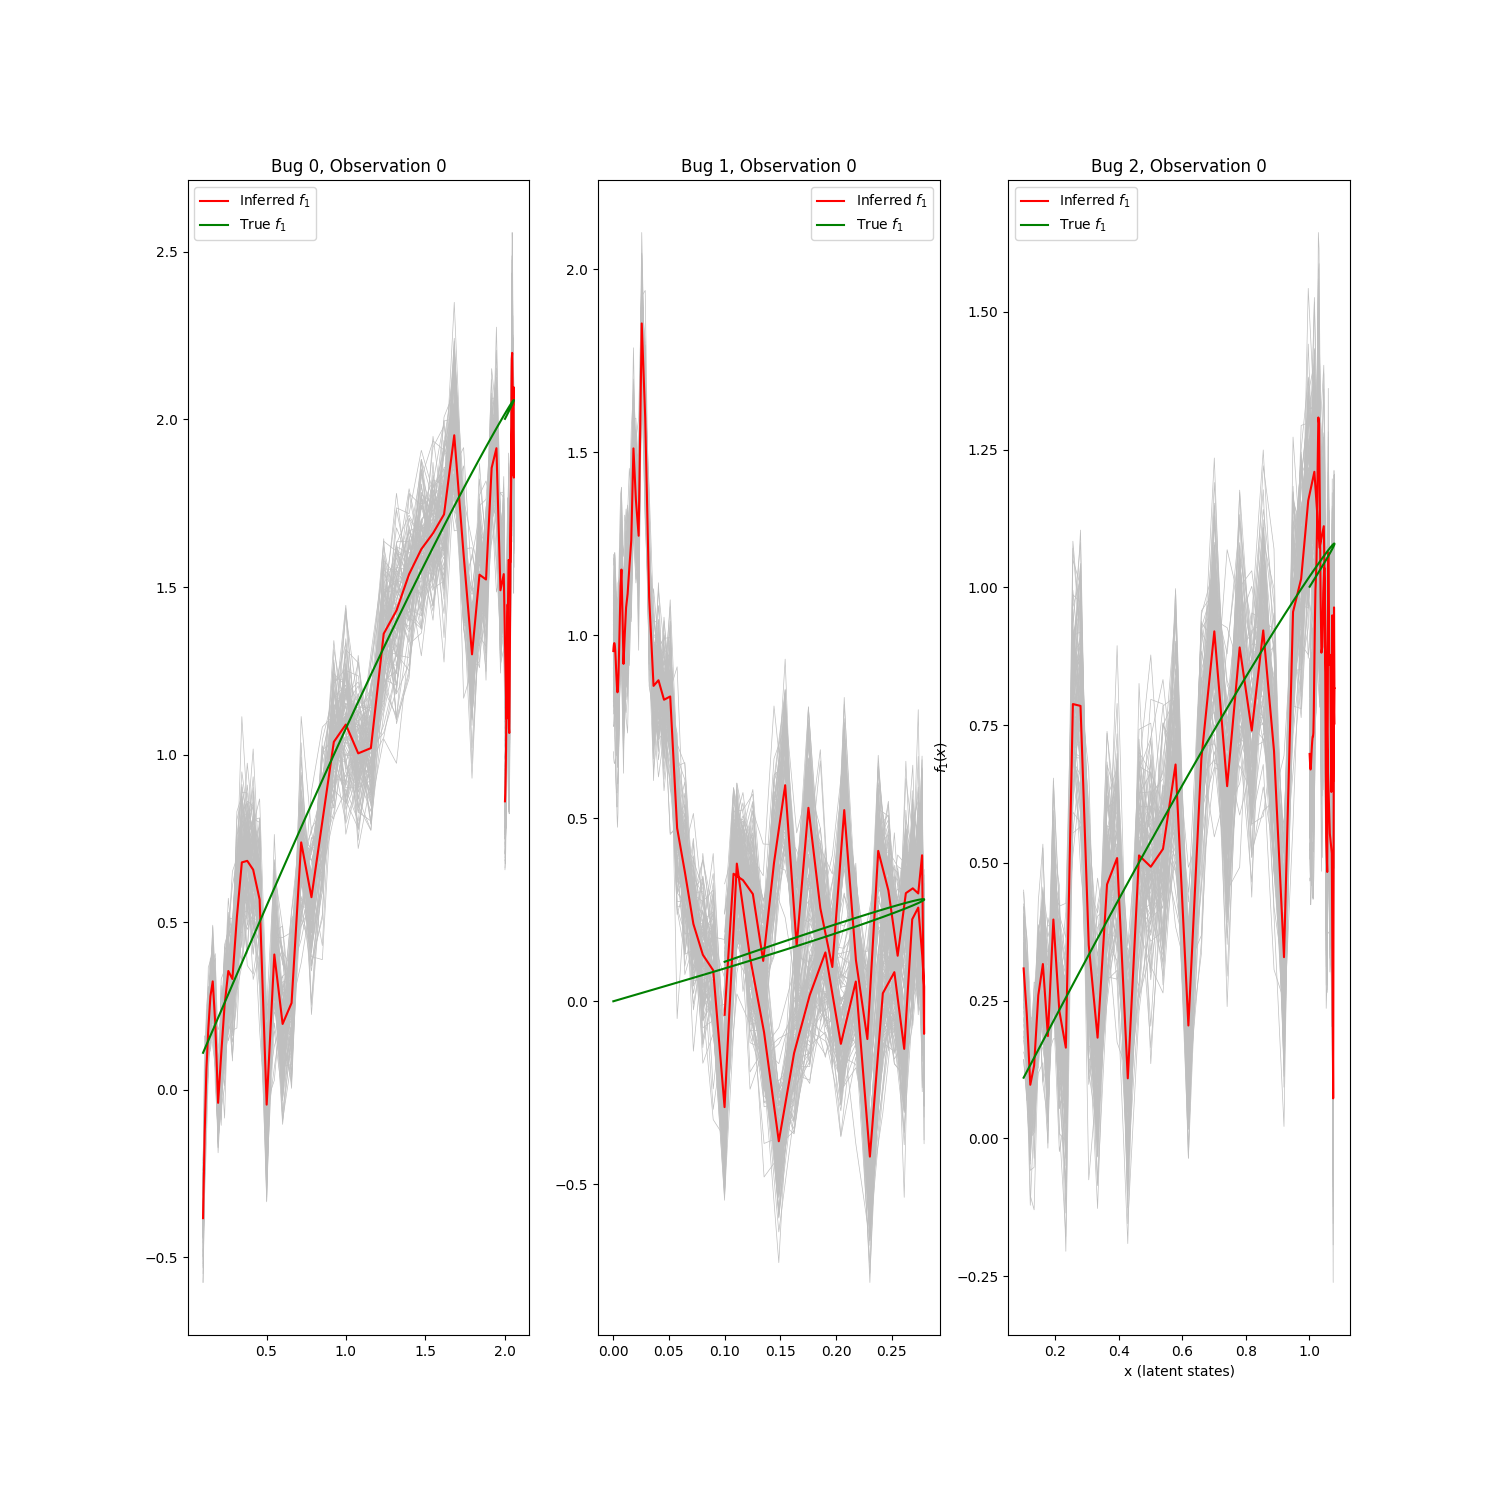 Bug 0, Observation 0
Inferred f₁
True f₁
2.5
2.0
1.5
1.0
0.5
0.0
−0.5
0.5 1.0 1.5 2.0
Bug 1, Observation 0
Inferred f₁
True f₁
2.0
1.5
1.0
0.5
0.0
−0.5
0.00 0.05 0.10 0.15 0.20 0.25
Bug 2, Observation 0
Inferred f₁
True f₁
f₁(x)
1.50
1.25
1.00
0.75
0.50
0.25
0.00
−0.25
0.2 0.4 0.6 0.8 1.0
x (latent states)